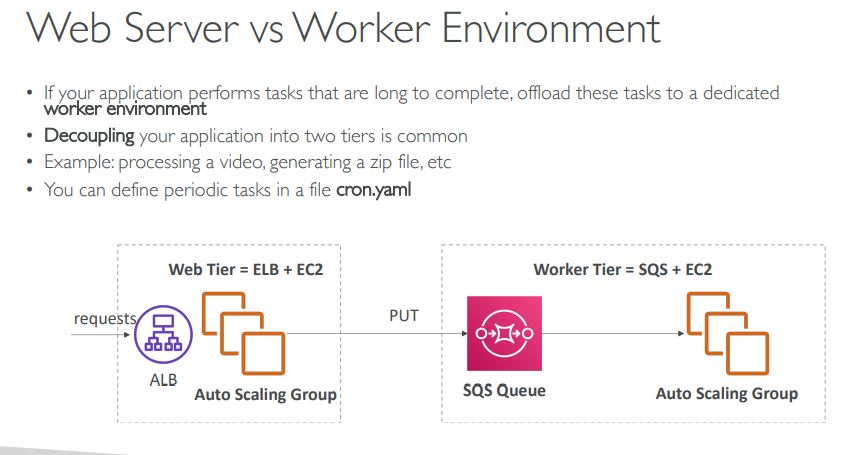 Web Server vs Worker Environment
• If your application performs tasks that are long to complete, offload these tasks to a dedicated
worker environment
• Decoupling your application into two tiers is common
• Example: processing a video, generating a zip file, etc
• You can define periodic tasks in a file cron.yaml
Web Tier = ELB + EC2
Worker Tier = SQS + EC2
requests
PUT
ALB
Auto Scaling Group
SQS Queue
Auto Scaling Group